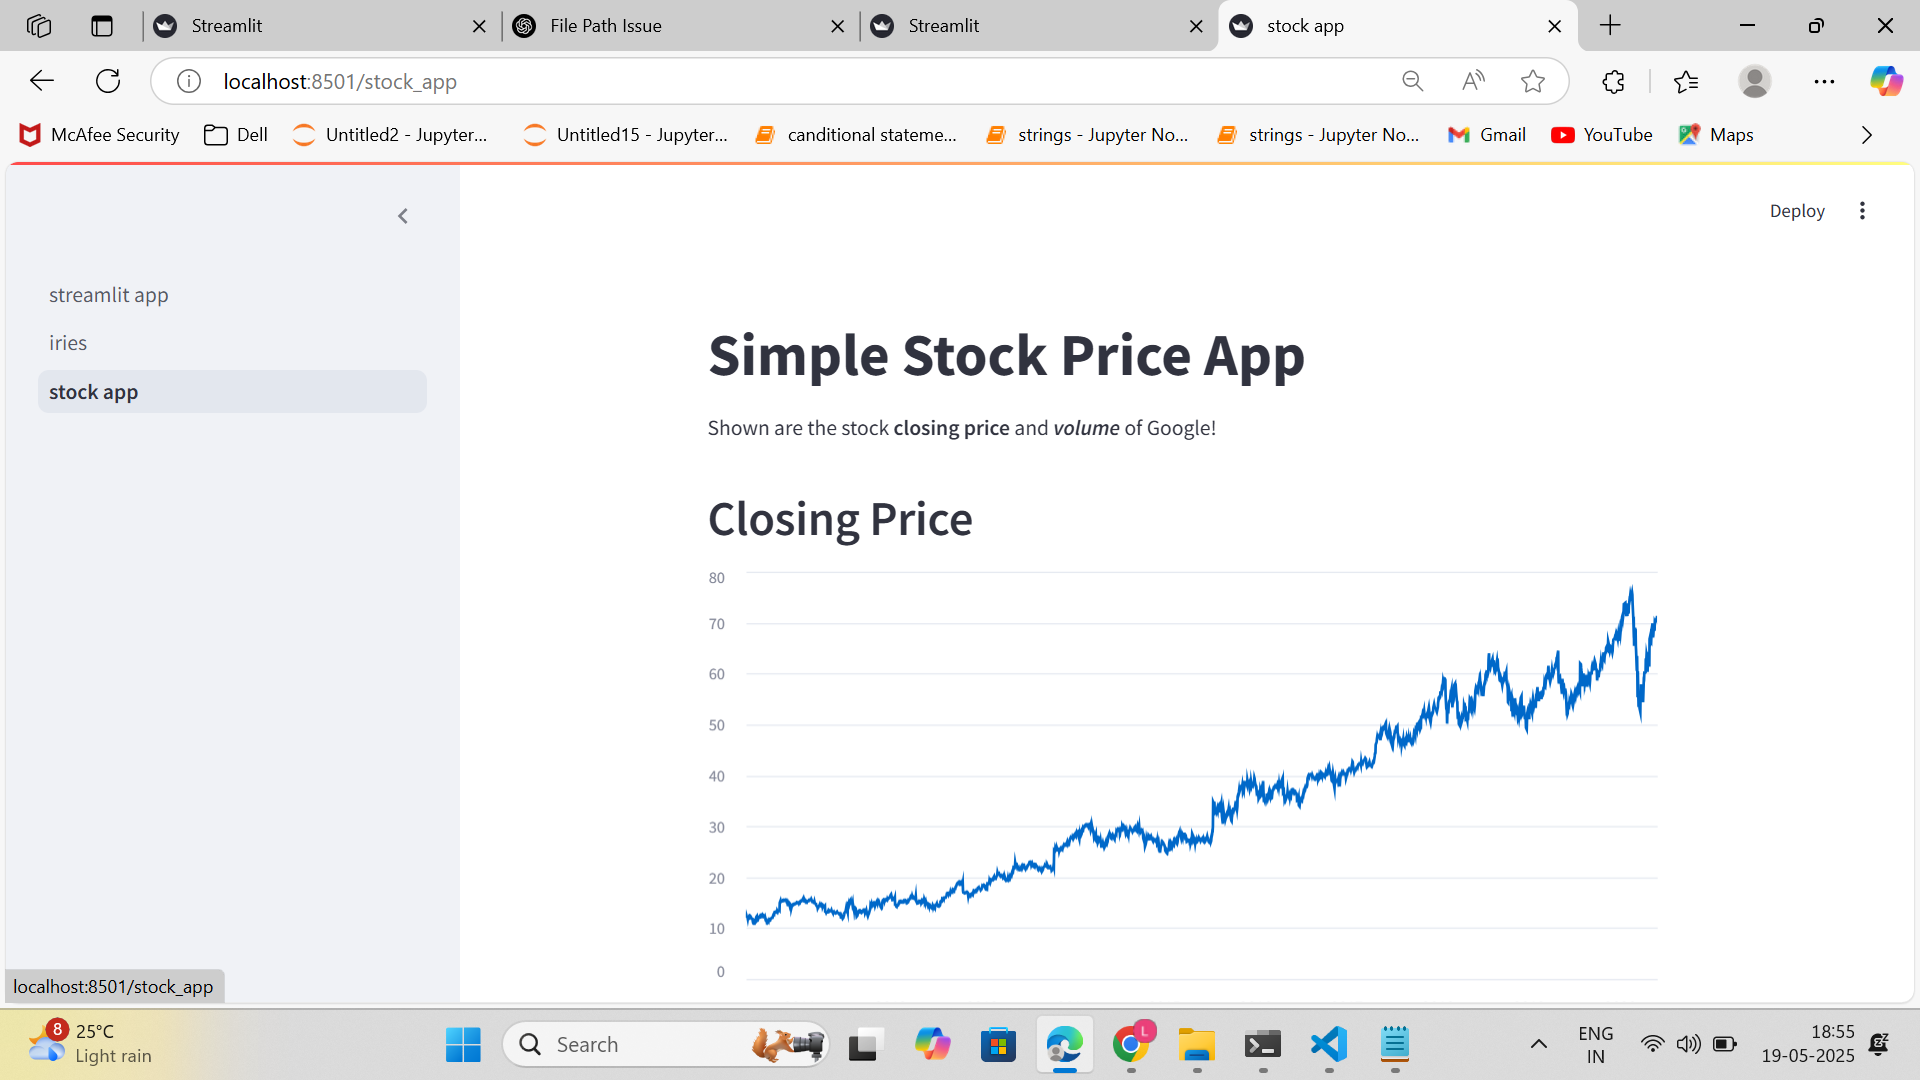 Streamlit
File Path Issue
Streamlit
stock app
localhost:8501/stock_app
McAfee Security
Dell
Untitled2 - Jupyter...
Untitled15 - Jupyter...
canditional stateme...
strings - Jupyter No...
strings - Jupyter No...
Gmail
YouTube
Maps
Deploy
streamlit app
iries
stock app
Simple Stock Price App
Shown are the stock closing price and volume of Google!
Closing Price
80
70
60
50
40
30
20
10
0
localhost:8501/stock_app
8
25°C
Light rain
Search
L
ENG
IN
18:55
19-05-2025